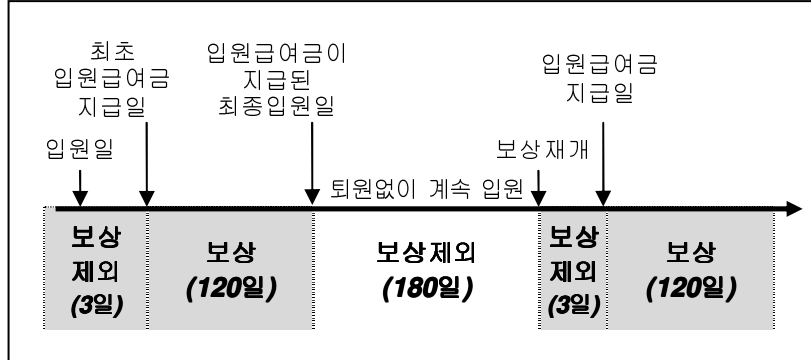 최초
입원급여금
지급일
입원급여금이
지급된
최종입원일
입원급여금
지급일
입원일
보상재개
퇴원없이 계속 입원
보상
제외
(3일)
보상
(120일)
보상제외
(180일)
보상
제외
(3일)
보상
(120일)